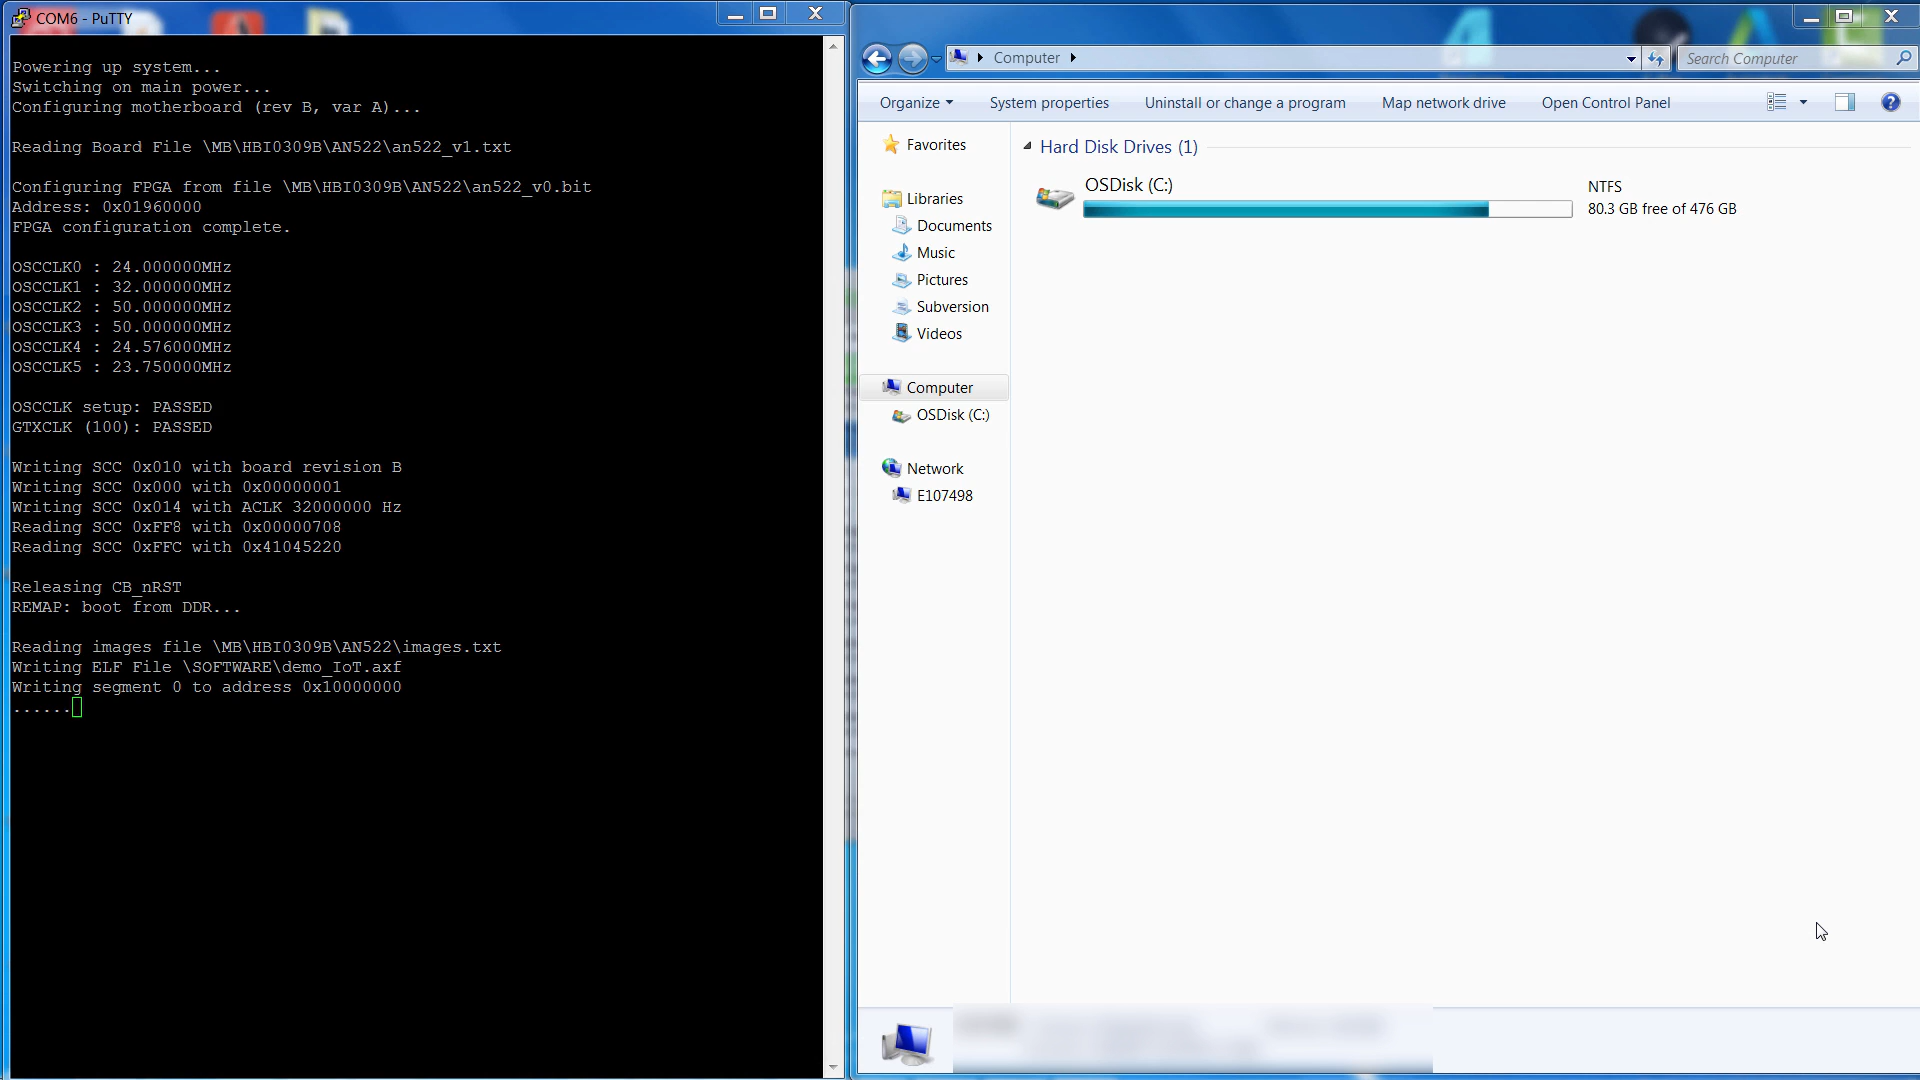 COM6 - PuTTY
Powering up system...
Switching on main power...
Configuring motherboard (rev B, var A)...
Reading Board File \MB\HBI0309B\AN522\an522_v1.txt
Configuring FPGA from file \MB\HBI0309B\AN522\an522_v0.bit
Address: 0x01960000
FPGA configuration complete.
OSCCLK0 : 24.000000MHz
OSCCLK1 : 32.000000MHz
OSCCLK2 : 50.000000MHz
OSCCLK3 : 50.000000MHz
OSCCLK4 : 24.576000MHz
OSCCLK5 : 23.750000MHz
OSCCLK setup: PASSED
GTXCLK (100): PASSED
Writing SCC 0x010 with board revision B
Writing SCC 0x000 with 0x00000001
Writing SCC 0x014 with ACLK 32000000 Hz
Reading SCC 0xFF8 with 0x00000708
Reading SCC 0xFFC with 0x41045220
Releasing CB_nRST
REMAP: boot from DDR...
Reading images file \MB\HBI0309B\AN522\images.txt
Writing ELF File \SOFTWARE\demo_IoT.axf
Writing segment 0 to address 0x10000000
......
Computer
Search Computer
Organize
System properties
Uninstall or change a program
Map network drive
Open Control Panel
Favorites
Libraries
Documents
Music
Pictures
Subversion
Videos
Computer
OSDisk (C:)
Network
E107498
Hard Disk Drives (1)
OSDisk (C:)
NTFS
80.3 GB free of 476 GB